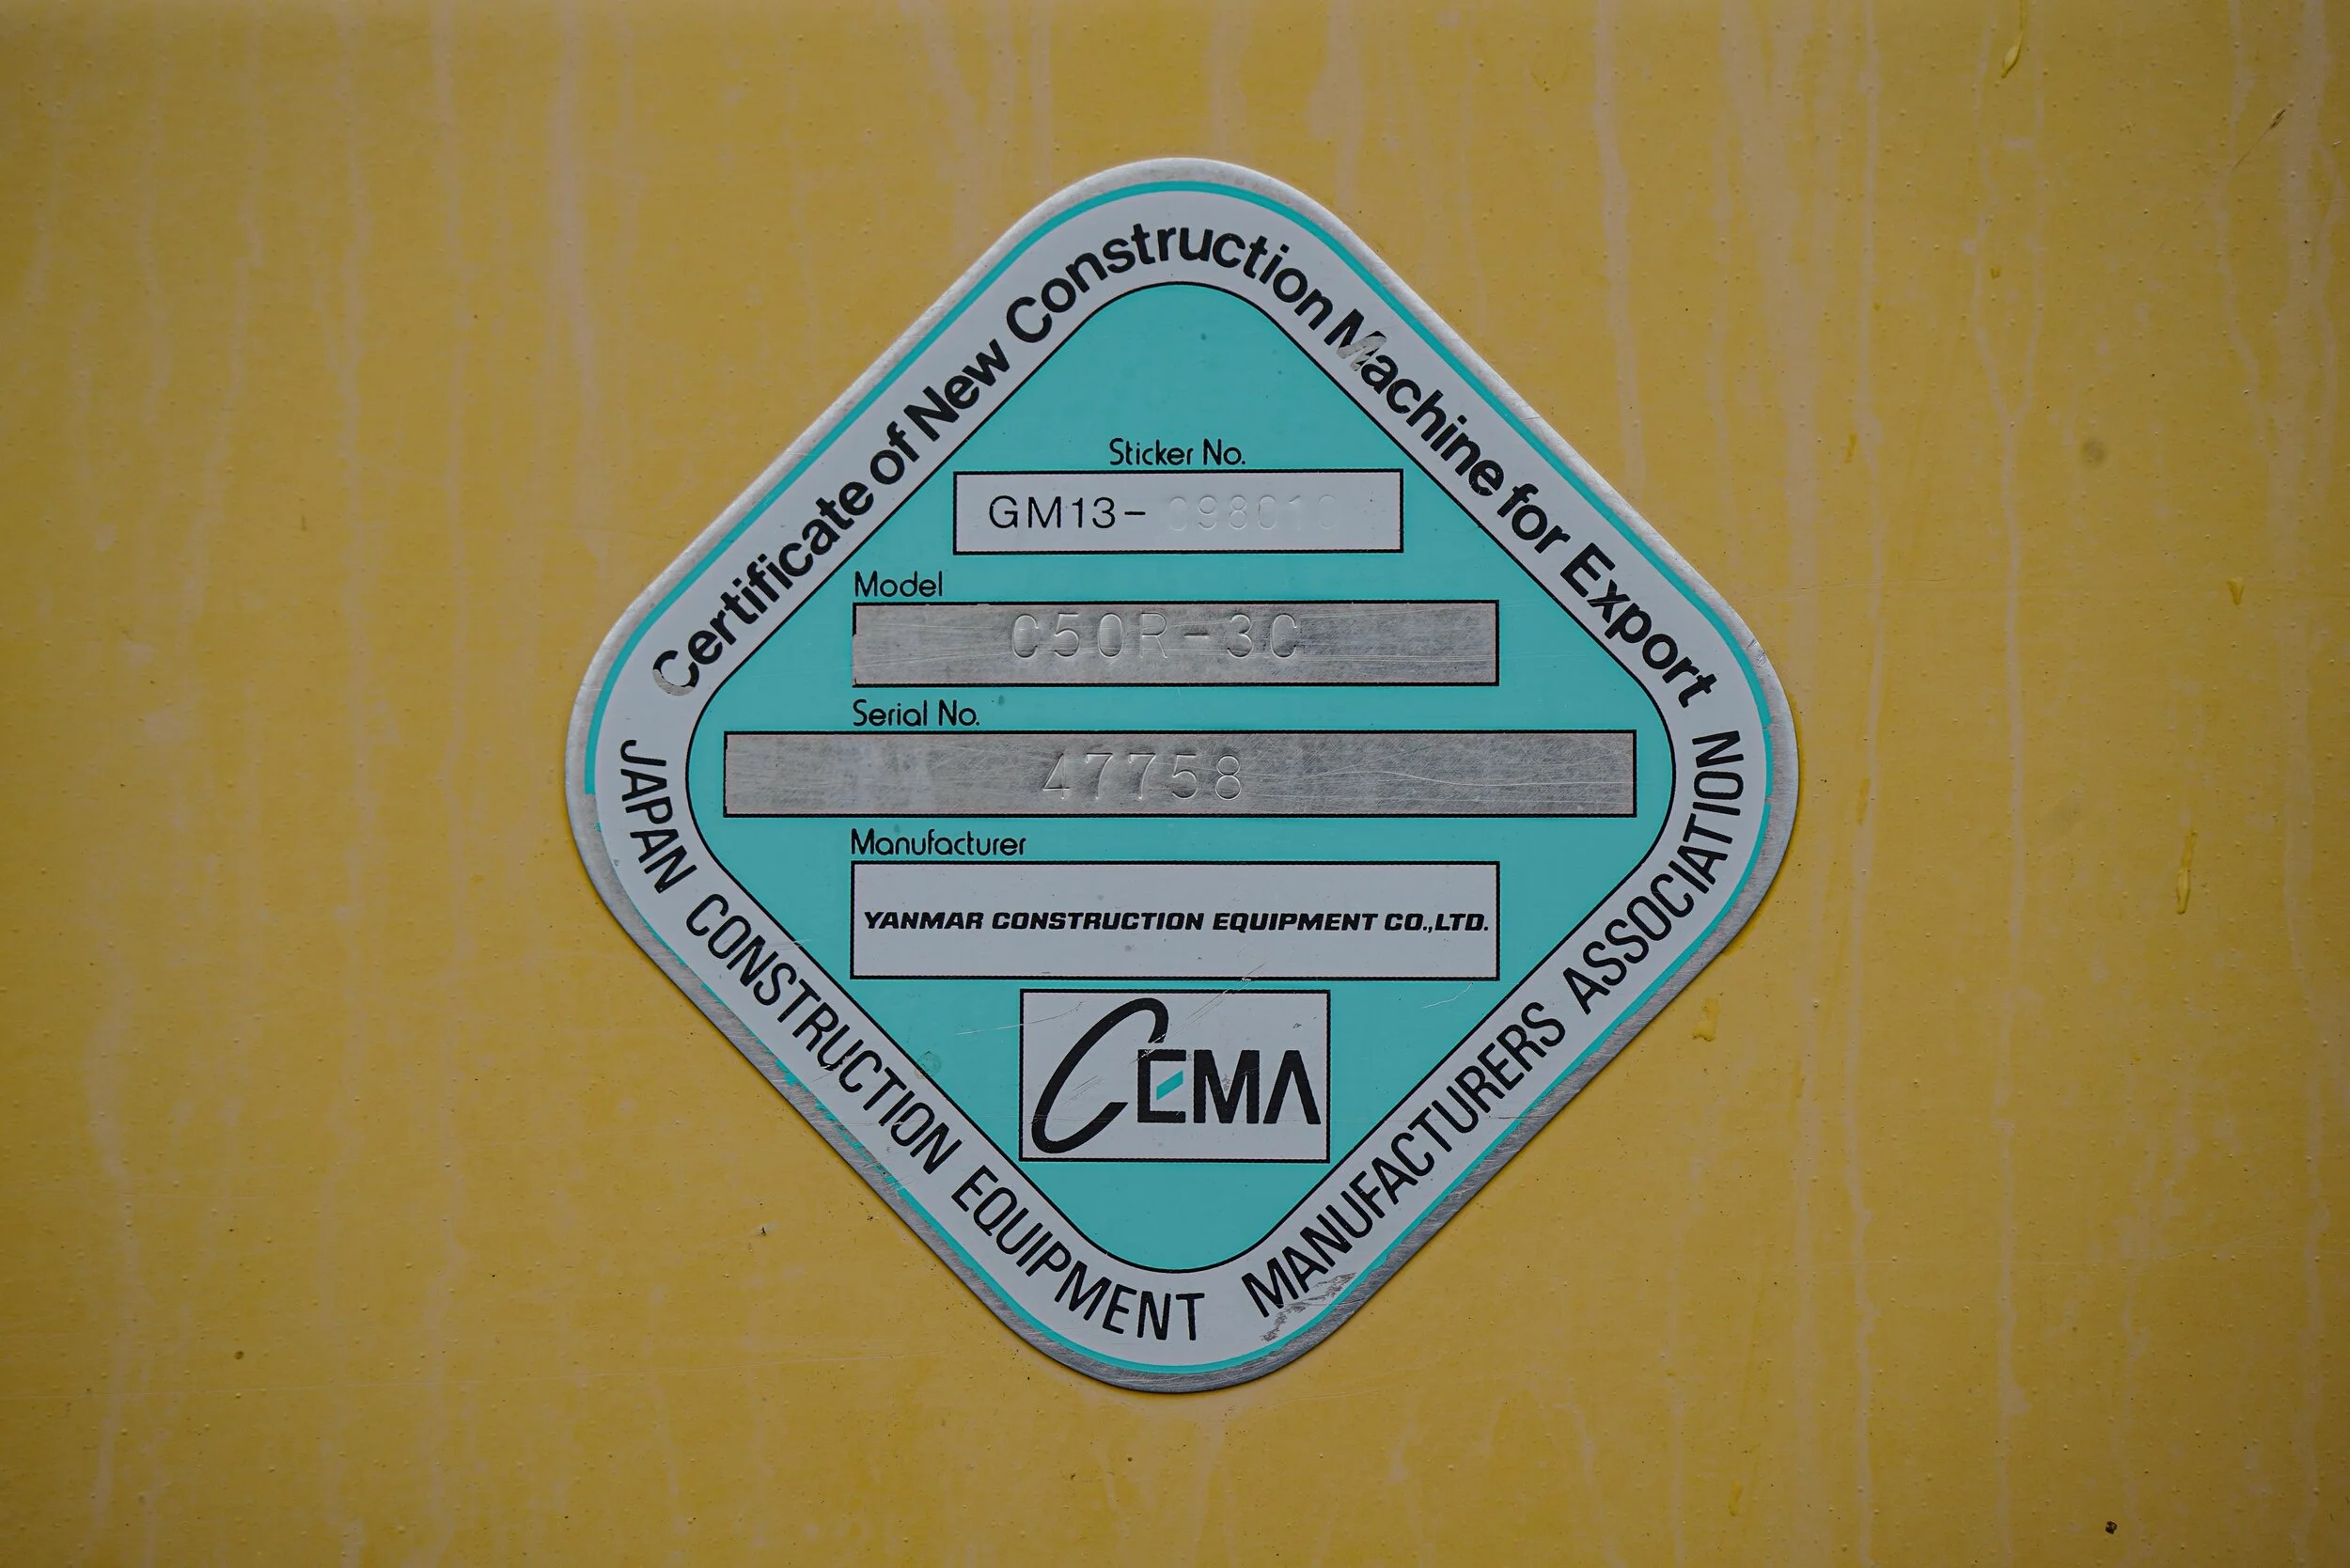 Certificate of New Construction Machine for Export
Sticker No.
GM13-098010
Model
C50R-3C
Serial No.
47758
Manufacturer
YANMAR CONSTRUCTION EQUIPMENT CO.,LTD.
CEMA
JAPAN CONSTRUCTION EQUIPMENT MANUFACTURERS ASSOCIATION